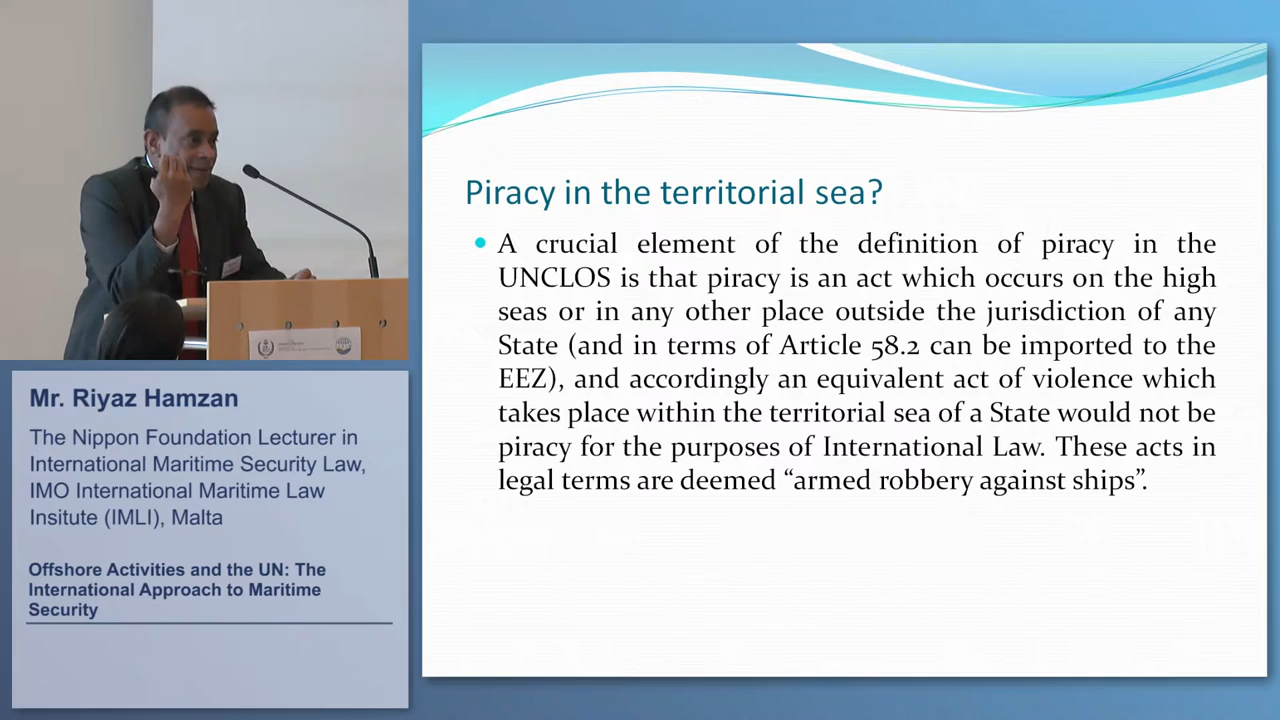 Piracy in the territorial sea?
A crucial element of the definition of piracy in the
UNCLOS is that piracy is an act which occurs on the high
seas or in any other place outside the jurisdiction of any
State (and in terms of Article 58.2 can be imported to the
EEZ), and accordingly an equivalent act of violence which
takes place within the territorial sea of a State would not be
piracy for the purposes of International Law. These acts in
legal terms are deemed “armed robbery against ships”.
Mr. Riyaz Hamzan
The Nippon Foundation Lecturer in
International Maritime Security Law,
IMO International Maritime Law
Insitute (IMLI), Malta
Offshore Activities and the UN: The
International Approach to Maritime
Security